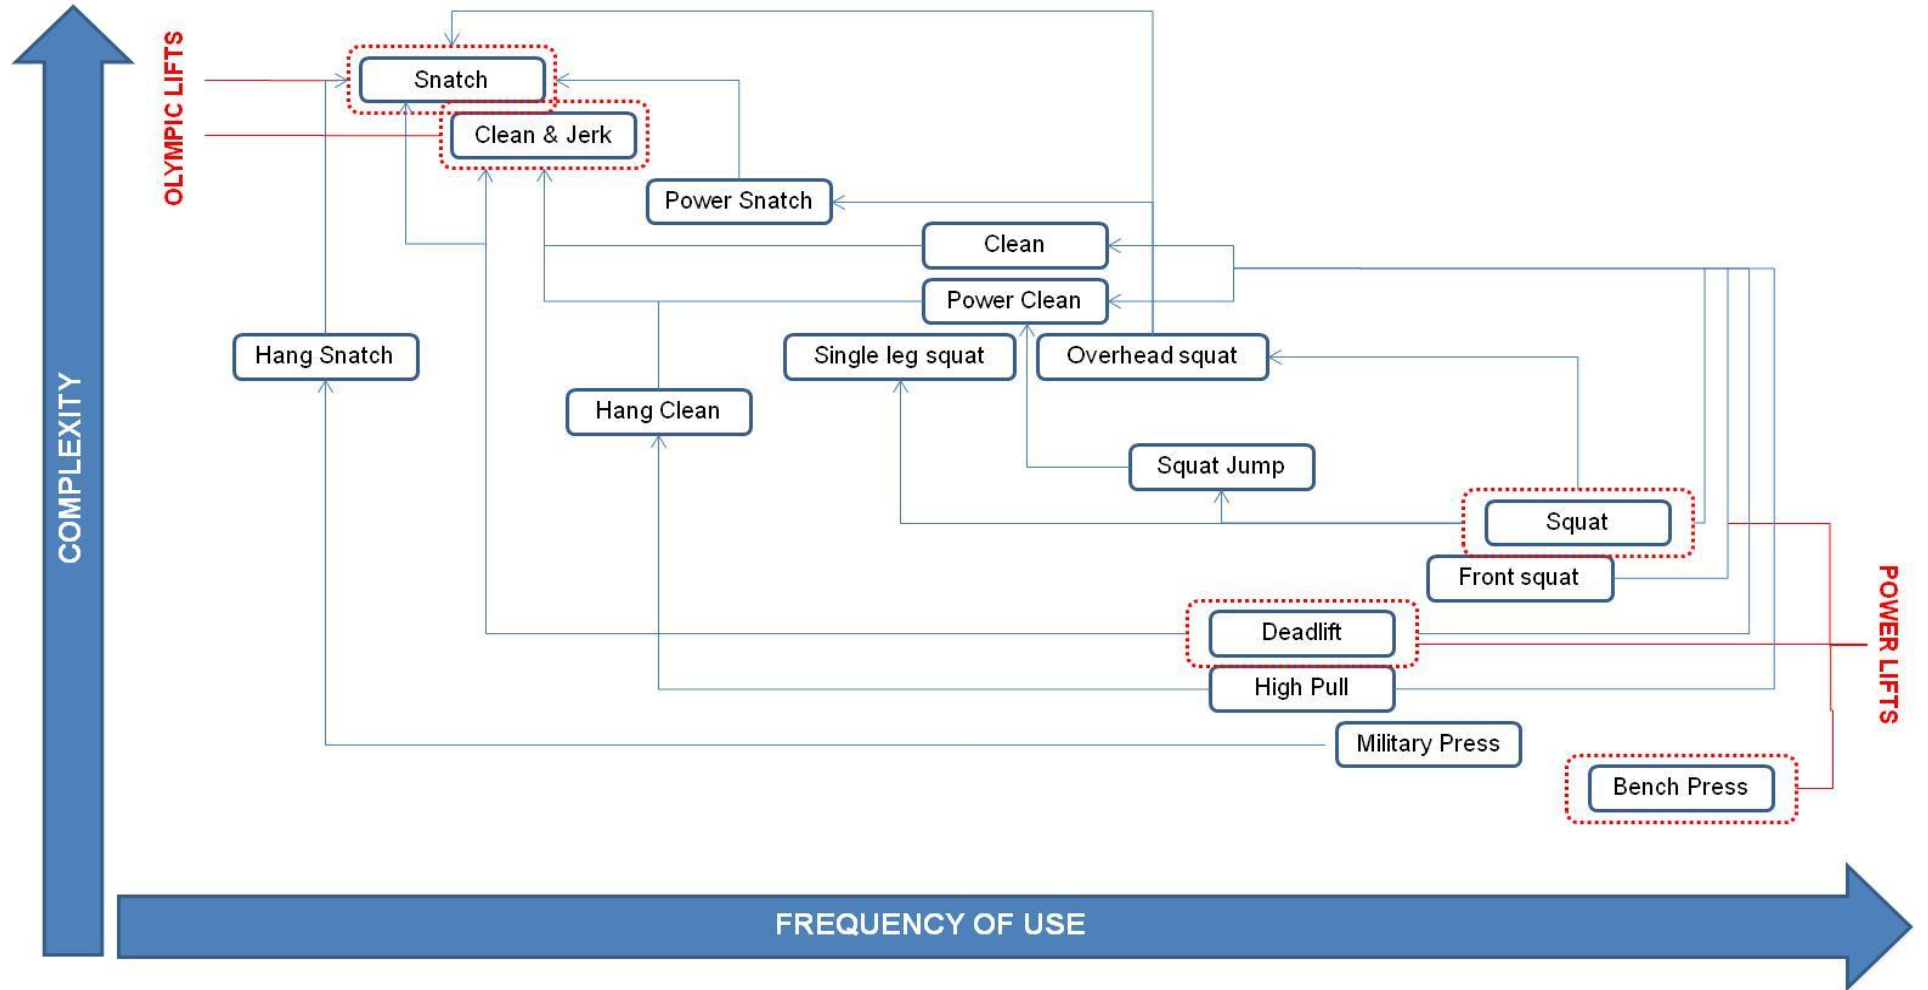 OLYMPIC LIFTS
Snatch
Clean & Jerk
Power Snatch
Clean
Power Clean
Hang Snatch
Single leg squat
Overhead squat
Hang Clean
Squat Jump
Squat
Front squat
Deadlift
High Pull
Military Press
Bench Press
POWER LIFTS
COMPLEXITY
FREQUENCY OF USE